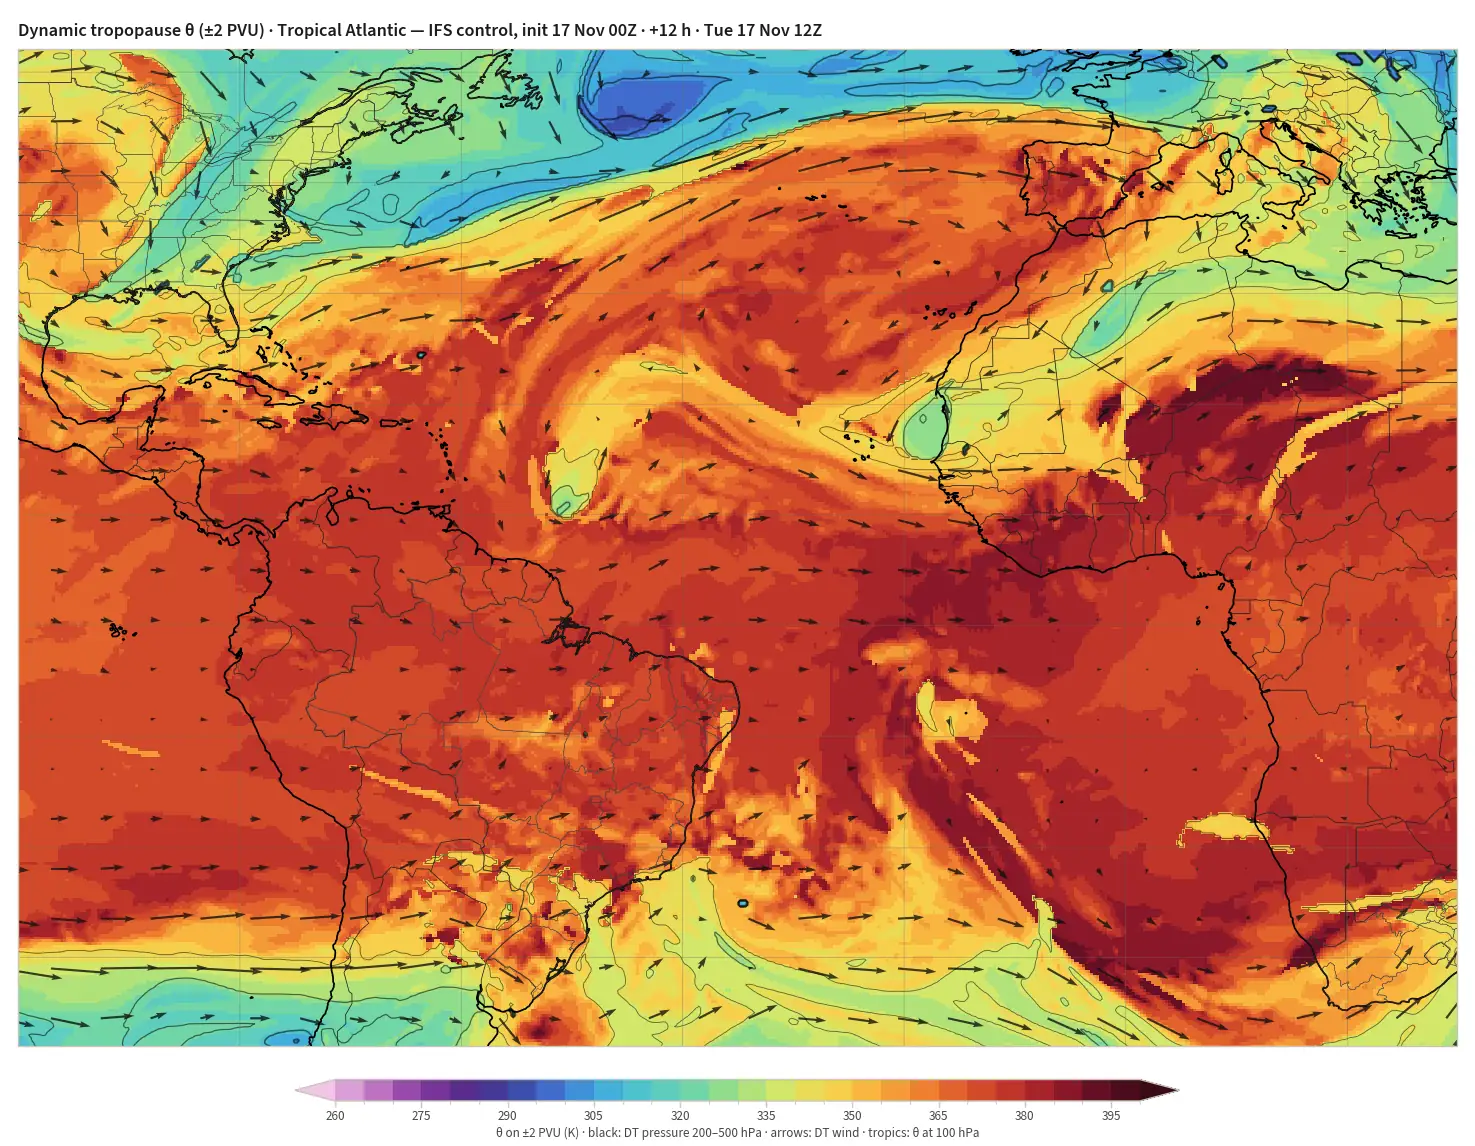 Dynamic tropopause θ (±2 PVU) · Tropical Atlantic — IFS control, init 17 Nov 00Z · +12 h · Tue 17 Nov 12Z
260 275 290 305 320 335 350 365 380 395
θ on ±2 PVU (K) · black: DT pressure 200–500 hPa · arrows: DT wind · tropics: θ at 100 hPa